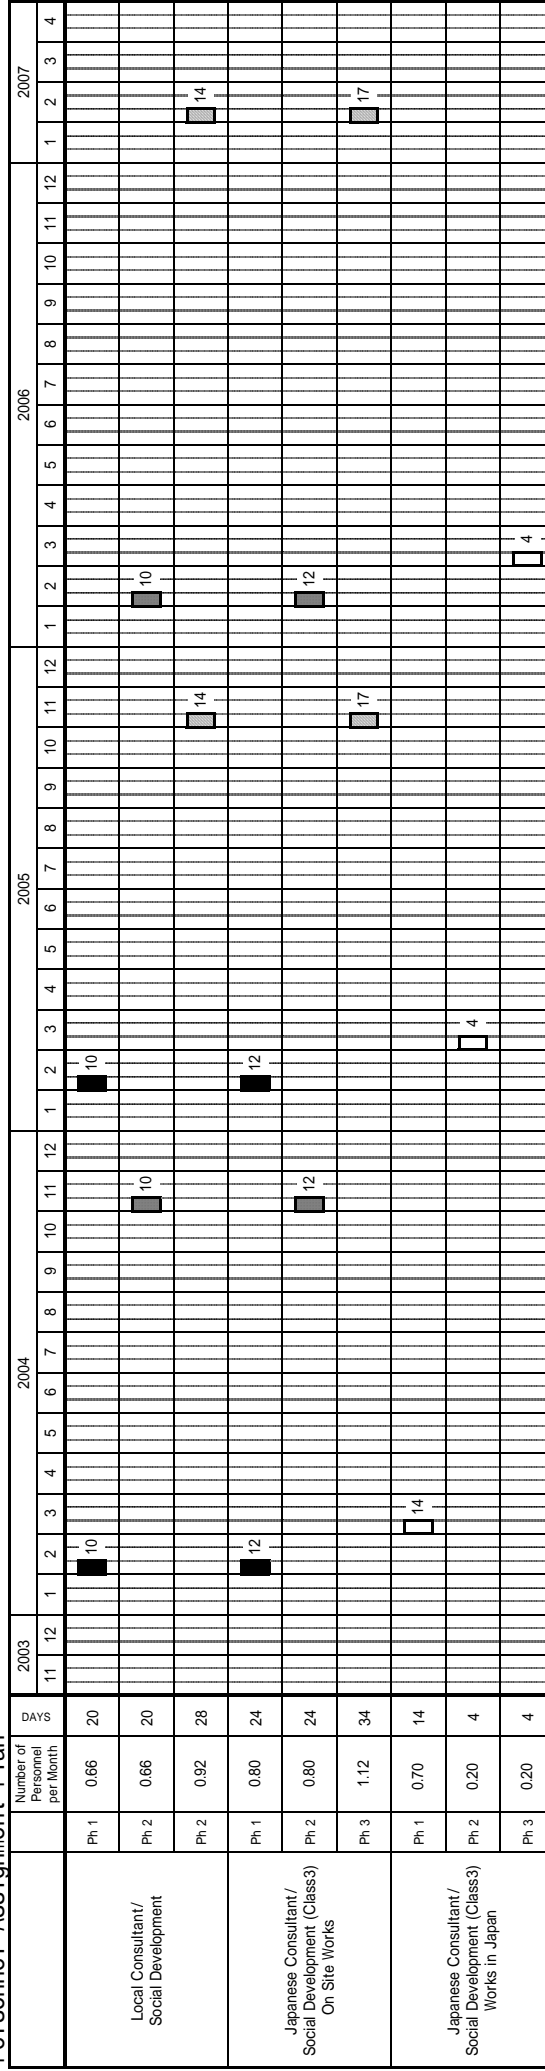 Personnel Assignment Plan
Number of
Personnel
per Month
DAYS
2003
2004
2005
2006
2007
11 12 1 2 3 4 5 6 7 8 9 10 11 12 1 2 3 4 5 6 7 8 9 10 11 12 1 2 3 4 5 6 7 8 9 10 11 12 1 2 3 4
Local Consultant/
Social Development
Ph 1 0.66 20 10 10
Ph 2 0.66 20 10 10
Ph 2 0.92 28 14 14
Japanese Consultant/
Social Development (Class3)
On Site Works
Ph 1 0.80 24 12 12
Ph 2 0.80 24 12 12
Ph 3 1.12 34 17 17
Japanese Consultant/
Social Development (Class3)
Works in Japan
Ph 1 0.70 14 14
Ph 2 0.20 4 4
Ph 3 0.20 4 4